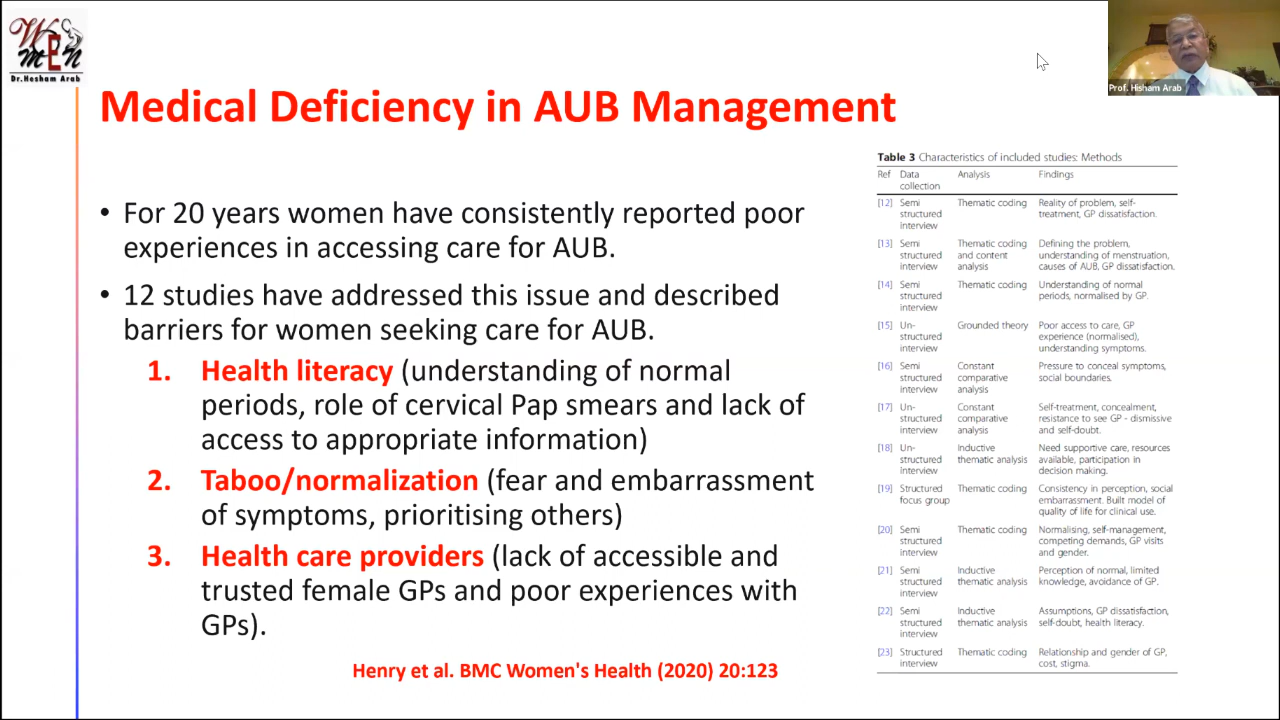 WOMEN
Dr.Hesham Arab
Prof. Hisham Arab
Medical Deficiency in AUB Management
• For 20 years women have consistently reported poor
experiences in accessing care for AUB.
• 12 studies have addressed this issue and described
barriers for women seeking care for AUB.
1. Health literacy (understanding of normal
periods, role of cervical Pap smears and lack of
access to appropriate information)
2. Taboo/normalization (fear and embarrassment
of symptoms, prioritising others)
3. Health care providers (lack of accessible and
trusted female GPs and poor experiences with
GPs).
Henry et al. BMC Women's Health (2020) 20:123
Table 3 Characteristics of included studies: Methods
Ref Data Analysis Findings
collection
[12] Semi Thematic coding Reality of problem, self-
structured treatment, GP dissatisfaction.
interview
[13] Semi Thematic coding Defining the problem,
structured and content understanding of menstruation,
interview analysis causes of AUB, GP dissatisfaction.
[14] Semi Thematic coding Understanding of normal
structured periods, normalised by GP.
interview
[15] Un- Grounded theory Poor access to care, GP
structured experience (normalised),
interview understanding symptoms.
[16] Semi Constant Pressure to conceal symptoms,
structured comparative social boundaries.
interview analysis
[17] Un- Constant Self-treatment, concealment,
structured comparative resistance to see GP - dismissive
interview analysis and self-doubt.
[18] Un- Inductive Need supportive care, resources
structured thematic analysis available, participation in
interview decision making.
[19] Structured Thematic coding Consistency in perception, social
focus group embarrassment. Built model of
quality of life for clinical use.
[20] Semi Thematic coding Normalising, self-management,
structured competing demands, GP visits
interview and gender.
[21] Semi Inductive Perception of normal, limited
structured thematic analysis knowledge, avoidance of GP.
interview
[22] Semi Inductive Assumptions, GP dissatisfaction,
structured thematic analysis self-doubt, health literacy.
interview
[23] Structured Thematic coding Relationship and gender of GP,
interview cost, stigma.